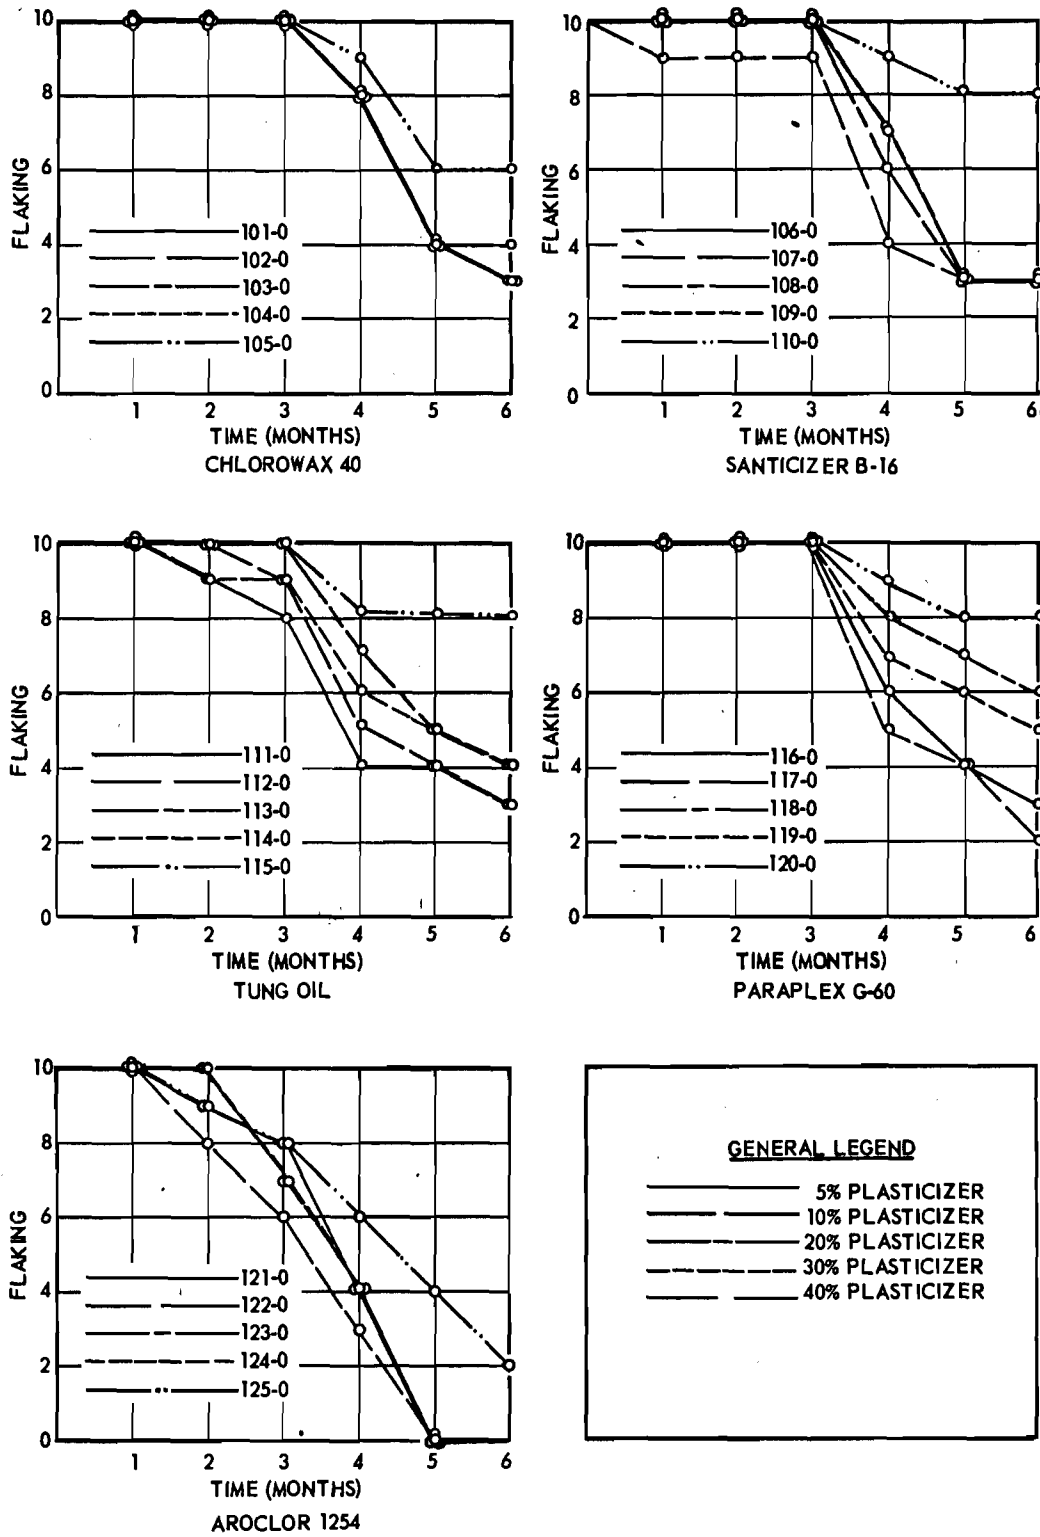 FLAKING
10
8
6
4
2
0
101-0
102-0
103-0
104-0
105-0
1 2 3 4 5 6
TIME (MONTHS)
CHLOROWAX 40
FLAKING
10
8
6
4
2
0
106-0
107-0
108-0
109-0
110-0
1 2 3 4 5 6
TIME (MONTHS)
SANTICIZER B-16
FLAKING
10
8
6
4
2
0
111-0
112-0
113-0
114-0
115-0
1 2 3 4 5 6
TIME (MONTHS)
TUNG OIL
FLAKING
10
8
6
4
2
0
116-0
117-0
118-0
119-0
120-0
1 2 3 4 5 6
TIME (MONTHS)
PARAPLEX G-60
FLAKING
10
8
6
4
2
0
121-0
122-0
123-0
124-0
125-0
1 2 3 4 5 6
TIME (MONTHS)
AROCLOR 1254
GENERAL LEGEND
5% PLASTICIZER
10% PLASTICIZER
20% PLASTICIZER
30% PLASTICIZER
40% PLASTICIZER